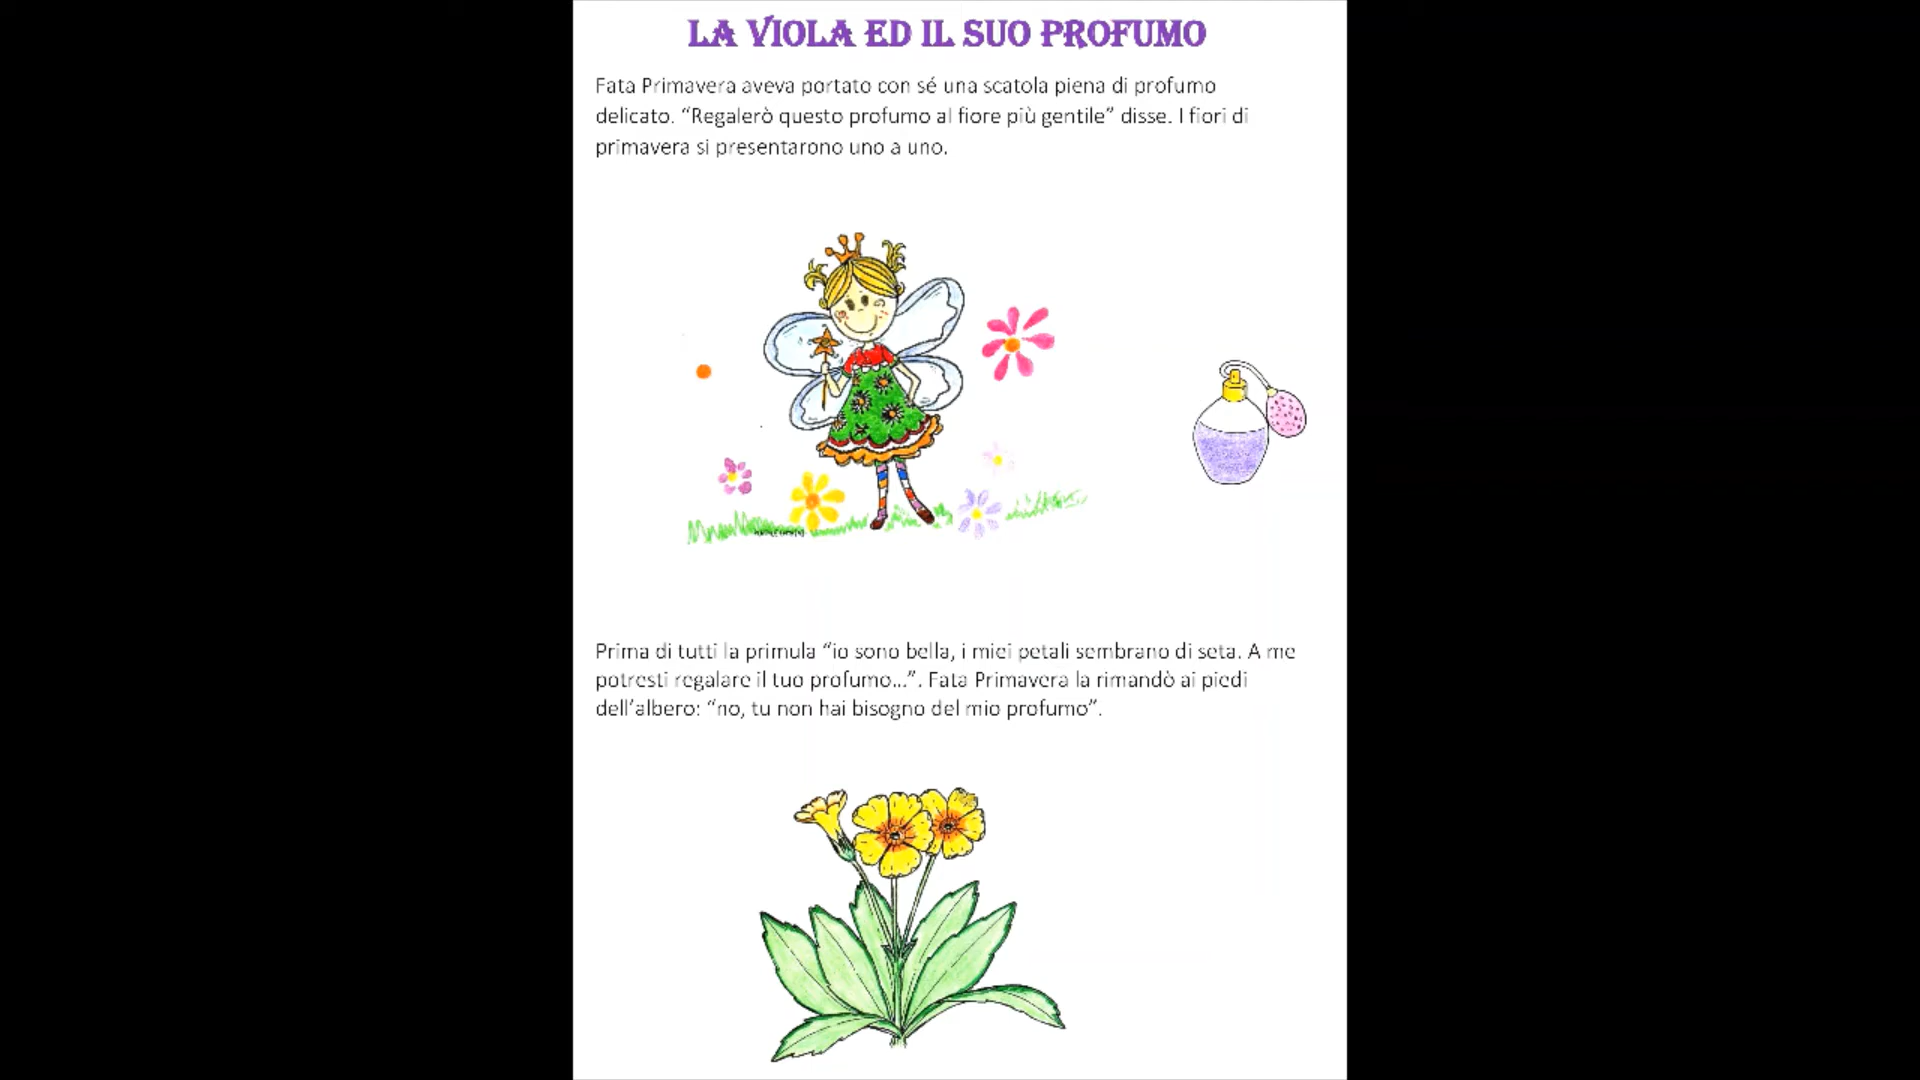 LA VIOLA ED IL SUO PROFUMO
Fata Primavera aveva portato con sé una scatola piena di profumo
delicato. “Regalerò questo profumo al fiore più gentile” disse. I fiori di
primavera si presentarono uno a uno.
Prima di tutti la primula “io sono bella, i miei petali sembrano di seta. A me
potresti regalare il tuo profumo...”. Fata Primavera la rimandò ai piedi
dell’albero: “no, tu non hai bisogno del mio profumo”.